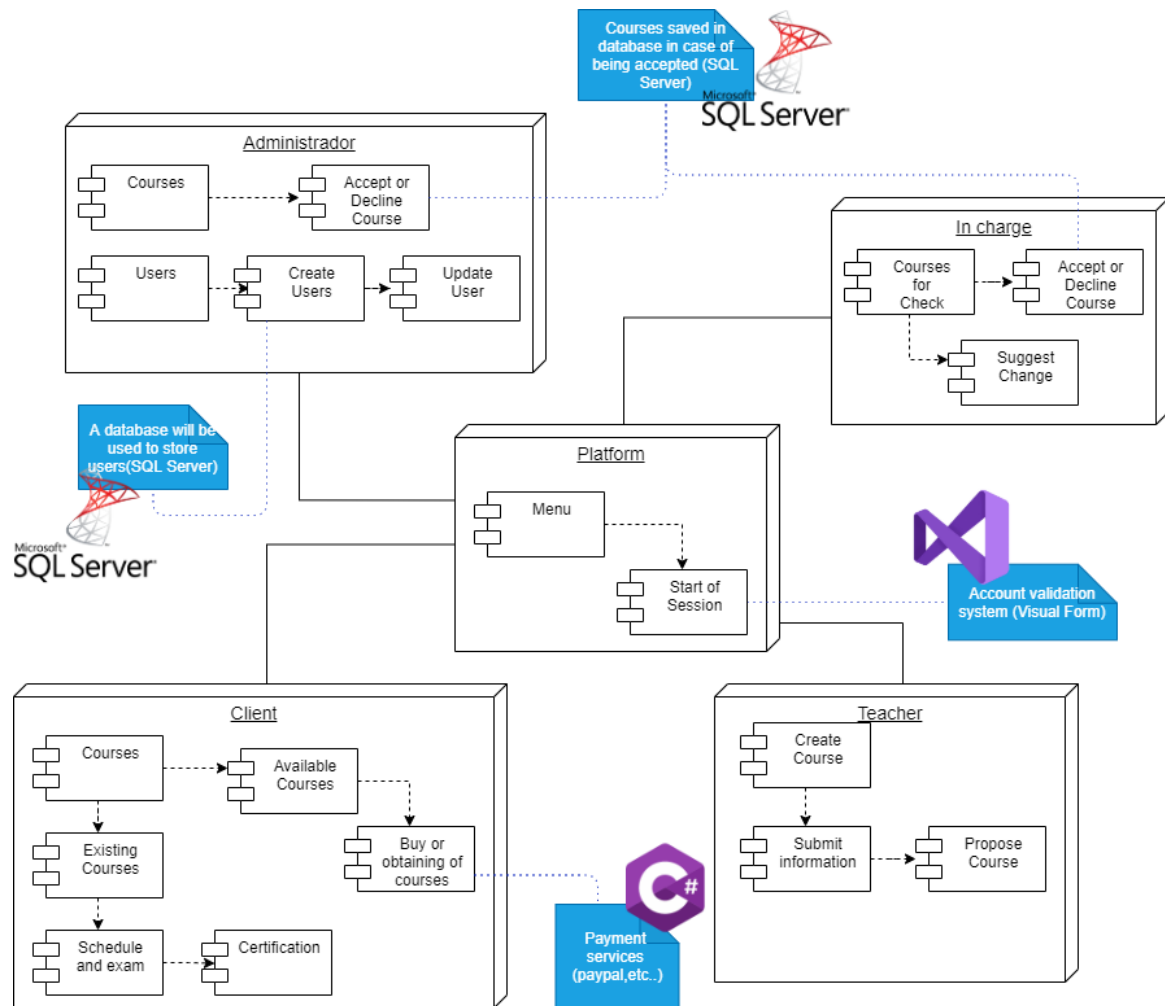 Courses saved in
database in case of
being accepted (SQL
Server)
Microsoft®
SQL Server®
Administrador
Courses
Accept or
Decline
Course
Users
Create
Users
Update
User
In charge
Courses
for
Check
Accept or
Decline
Course
Suggest
Change
A database will be
used to store
users(SQL Server)
Microsoft®
SQL Server®
Platform
Menu
Start of
Session
Account validation
system (Visual Form)
Client
Courses
Available
Courses
Existing
Courses
Buy or
obtaining of
courses
Schedule
and exam
Certification
C#
Payment
services
(paypal,etc..)
Teacher
Create
Course
Submit
information
Propose
Course